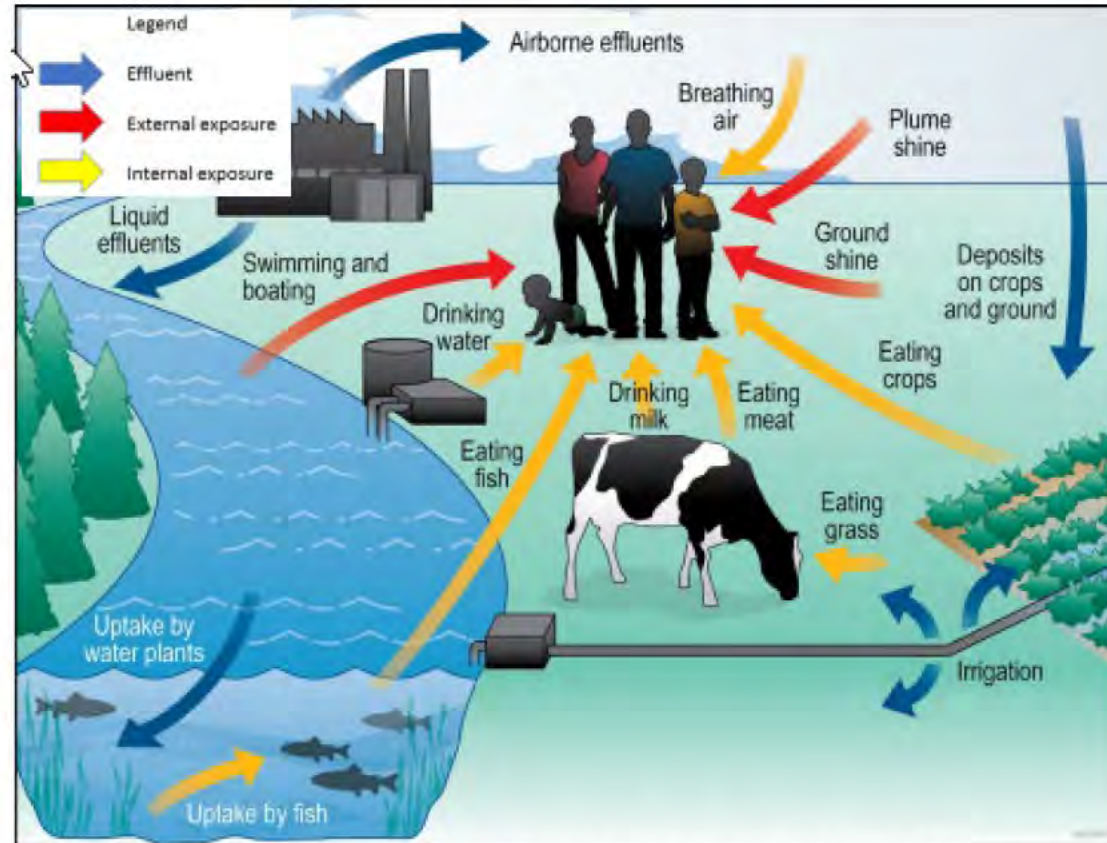 Legend
Effluent
External exposure
Internal exposure
Airborne effluents
Breathing
air
Plume
shine
Liquid
effluents
Swimming and
boating
Ground
shine
Deposits
on crops
and ground
Drinking
water
Eating
crops
Drinking
milk
Eating
meat
Eating
fish
Eating
grass
Uptake by
water plants
Irrigation
Uptake by fish